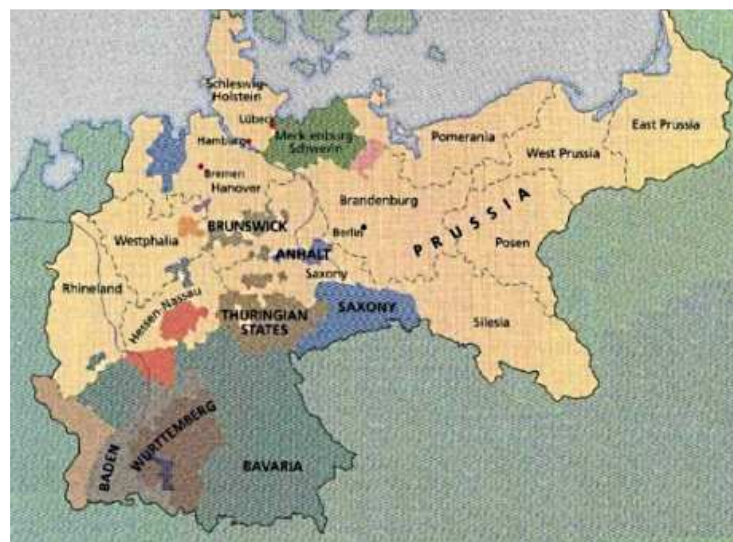 Schleswig-
Holstein
Lübeck
Hamburg
Mecklenburg-
Schwerin
Pomerania
East Prussia
West Prussia
Bremen
Hanover
Brandenburg
Berlin
PRUSSIA
Posen
Westphalia
BRUNSWICK
ANHALT
Saxony
Rhineland
Hessen-Nassau
THURINGIAN
STATES
SAXONY
Silesia
BADEN
WURTTEMBERG
BAVARIA